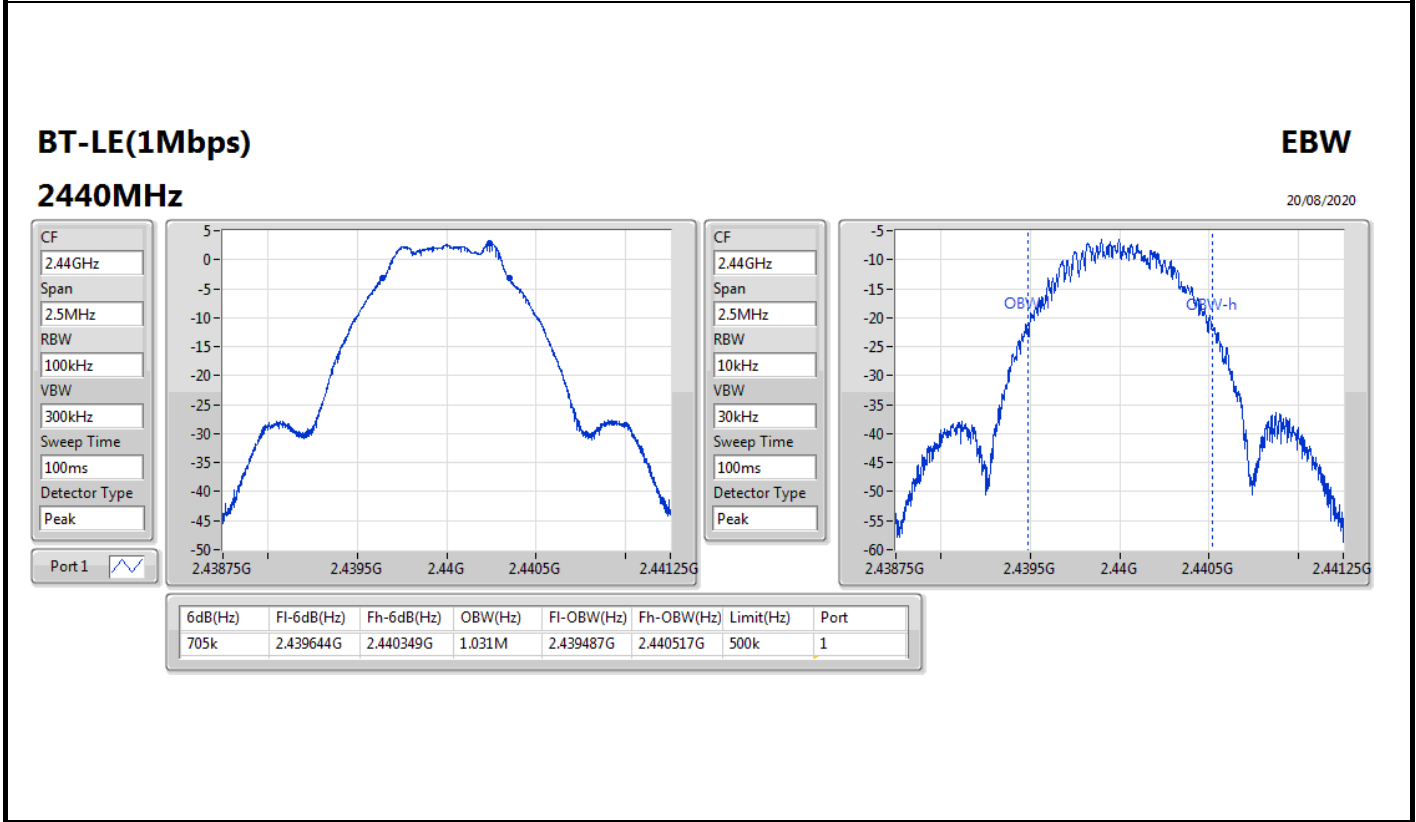 BT-LE(1Mbps)
EBW
2440MHz
20/08/2020
CF
2.44GHz
Span
2.5MHz
RBW
100kHz
VBW
300kHz
Sweep Time
100ms
Detector Type
Peak
Port 1
5
0
-5
-10
-15
-20
-25
-30
-35
-40
-45
-50
2.43875G 2.4395G 2.44G 2.4405G 2.44125G
CF
2.44GHz
Span
2.5MHz
RBW
10kHz
VBW
30kHz
Sweep Time
100ms
Detector Type
Peak
-5
-10
-15
-20
-25
-30
-35
-40
-45
-50
-55
-60
OBW-h
2.43875G 2.4395G 2.44G 2.4405G 2.44125G
6dB(Hz) Fl-6dB(Hz) Fh-6dB(Hz) OBW(Hz) Fl-OBW(Hz) Fh-OBW(Hz) Limit(Hz) Port
705k 2.439644G 2.440349G 1.031M 2.439487G 2.440517G 500k 1